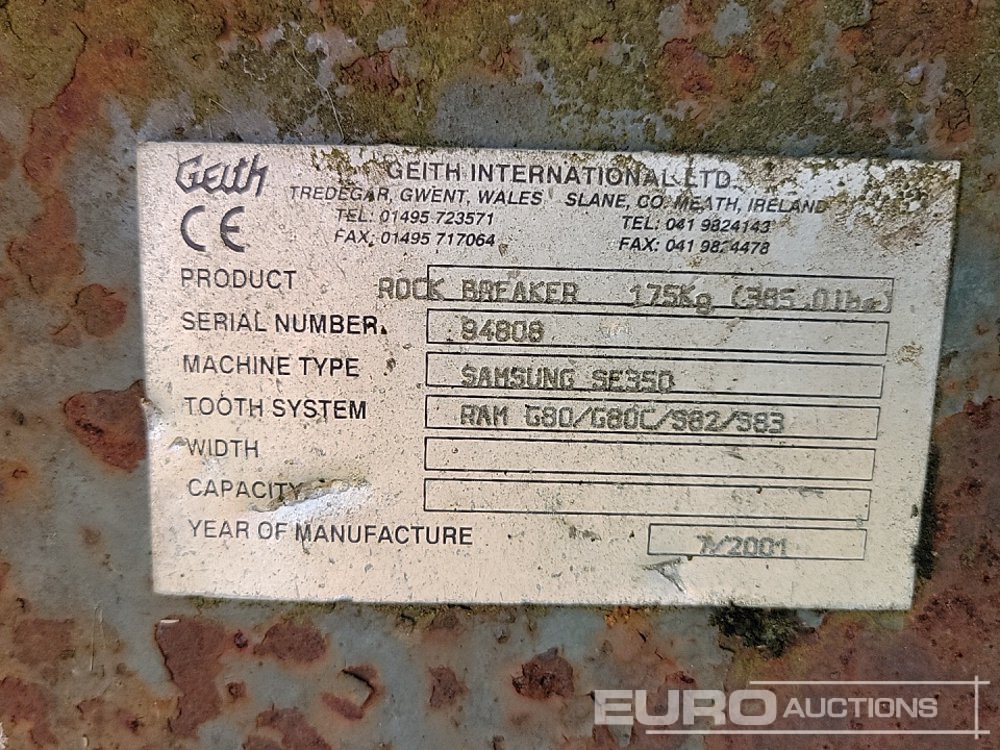 Geith
GEITH INTERNATIONAL LTD.
TREDEGAR, GWENT, WALES SLANE, CO. MEATH, IRELAND
TEL: 01495 723571 TEL: 041 9824143
FAX: 01495 717064 FAX: 041 9824478
CE
PRODUCT ROCK BREAKER 175Kg (385.0lbs)
SERIAL NUMBER. 94808
MACHINE TYPE SAMSUNG SE350
TOOTH SYSTEM RAM G80/G80C/S82/S83
WIDTH
CAPACITY
YEAR OF MANUFACTURE 7/2001
EURO AUCTIONS